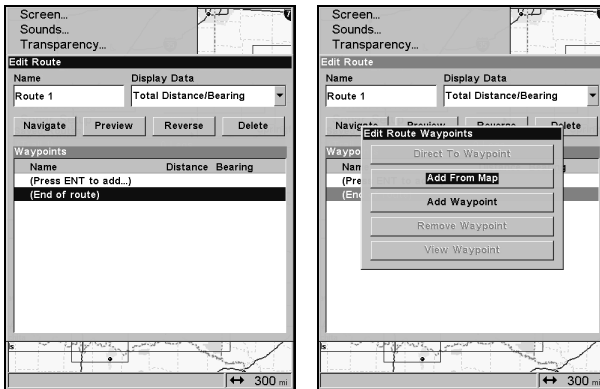 Screen...
Sounds...
Transparency...
Edit Route
Name Display Data
Route 1 Total Distance/Bearing
Navigate Preview Reverse Delete
Waypoints
Name Distance Bearing
(Press ENT to add...)
(End of route)
300 mi
Screen...
Sounds...
Transparency...
Edit Route
Name Display Data
Route 1 Total Distance/Bearing
Edit Route Waypoints
Direct To Waypoint
Add From Map
Add Waypoint
Remove Waypoint
View Waypoint
300 mi